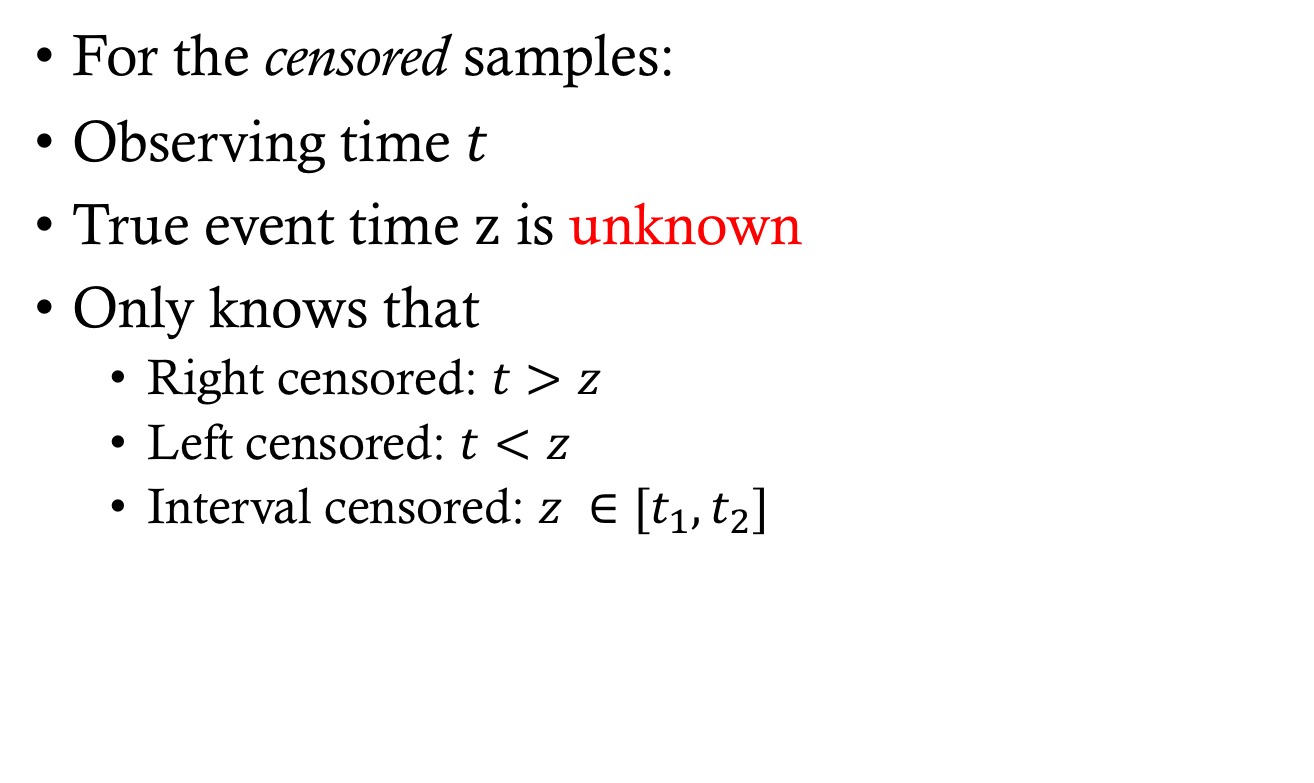 • For the censored samples:
• Observing time t
• True event time z is unknown
• Only knows that
• Right censored: t > z
• Left censored: t < z
• Interval censored: z ∈ [t₁, t₂]